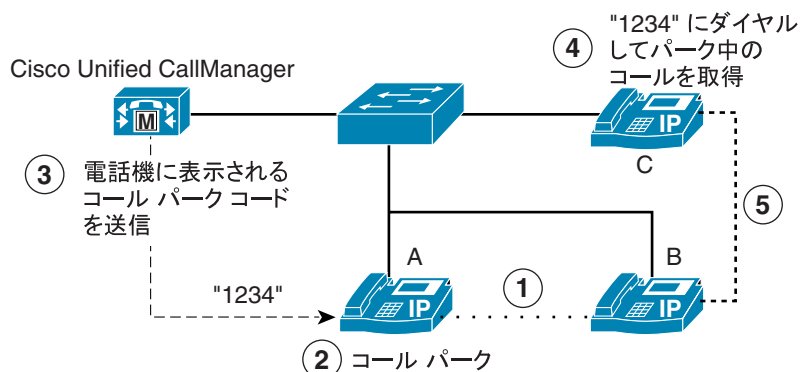 "1234" にダイヤル
④ してパーク中の
コールを取得
Cisco Unified CallManager
M
IP
C
③ 電話機に表示される
コール パーク コード
を送信
⑤
A
B
"1234"
①
IP
IP
② コール パーク